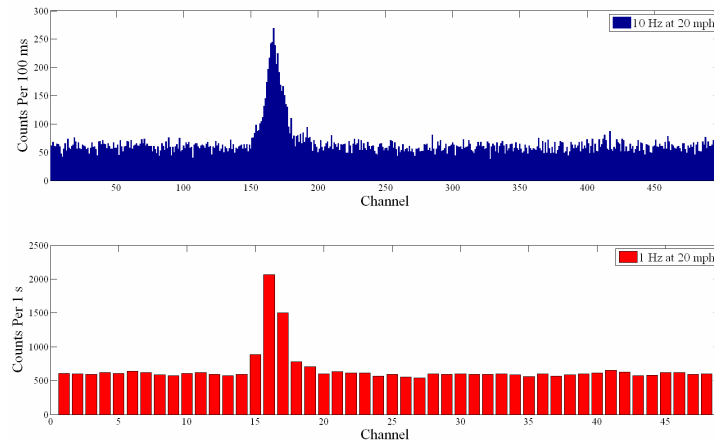 300
250
200
150
100
50
0
Counts Per 100 ms
10 Hz at 20 mph
50 100 150 200 250 300 350 400 450
Channel
2500
2000
1500
1000
500
0
Counts Per 1 s
1 Hz at 20 mph
0 5 10 15 20 25 30 35 40 45 50
Channel